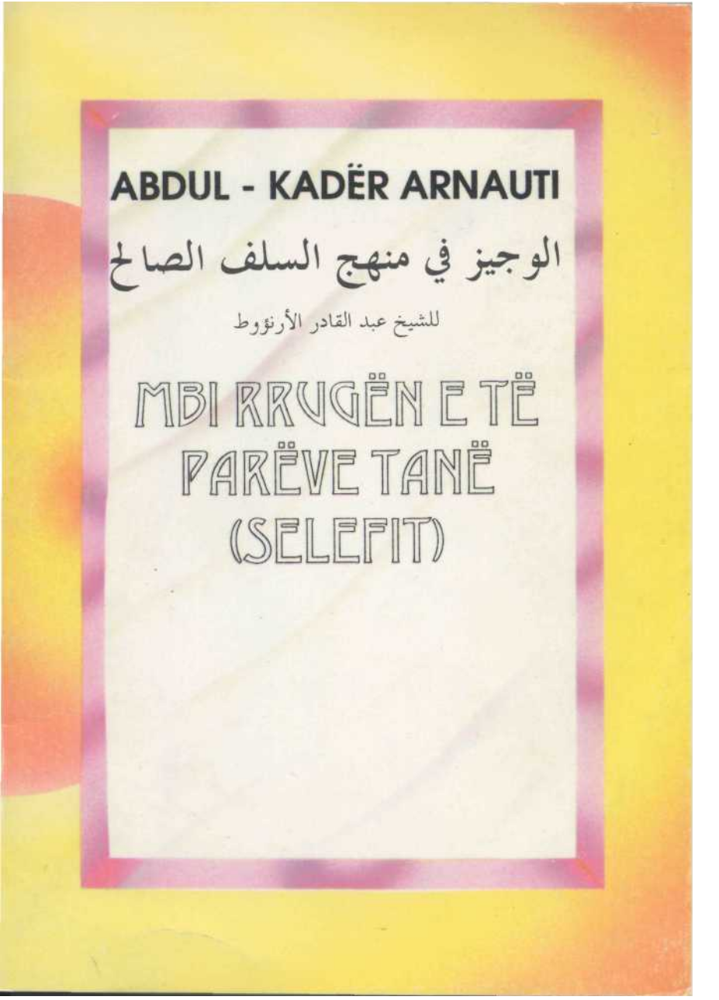 ABDUL - KADËR ARNAUTI
الوجيز في منهج السلف الصالح
للشيخ عبد القادر الأرنؤوط
MBI RRUGËN E TË
PARËVE TANË
(SELEFIT)